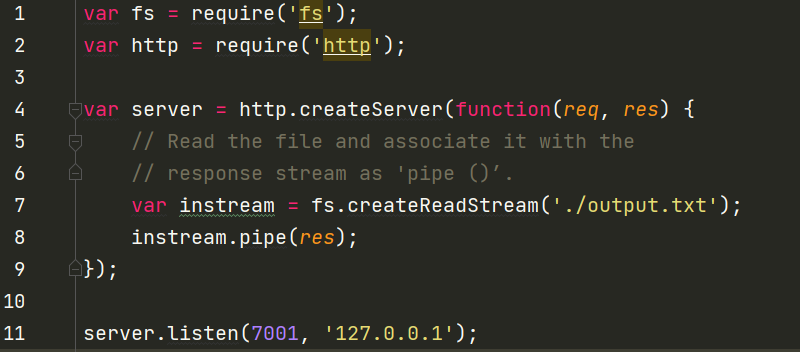 1 var fs = require('fs');
2 var http = require('http');
3
4 var server = http.createServer(function(req, res) {
5 // Read the file and associate it with the
6 // response stream as 'pipe ()’.
7 var instream = fs.createReadStream('./output.txt');
8 instream.pipe(res);
9 });
10
11 server.listen(7001, '127.0.0.1');